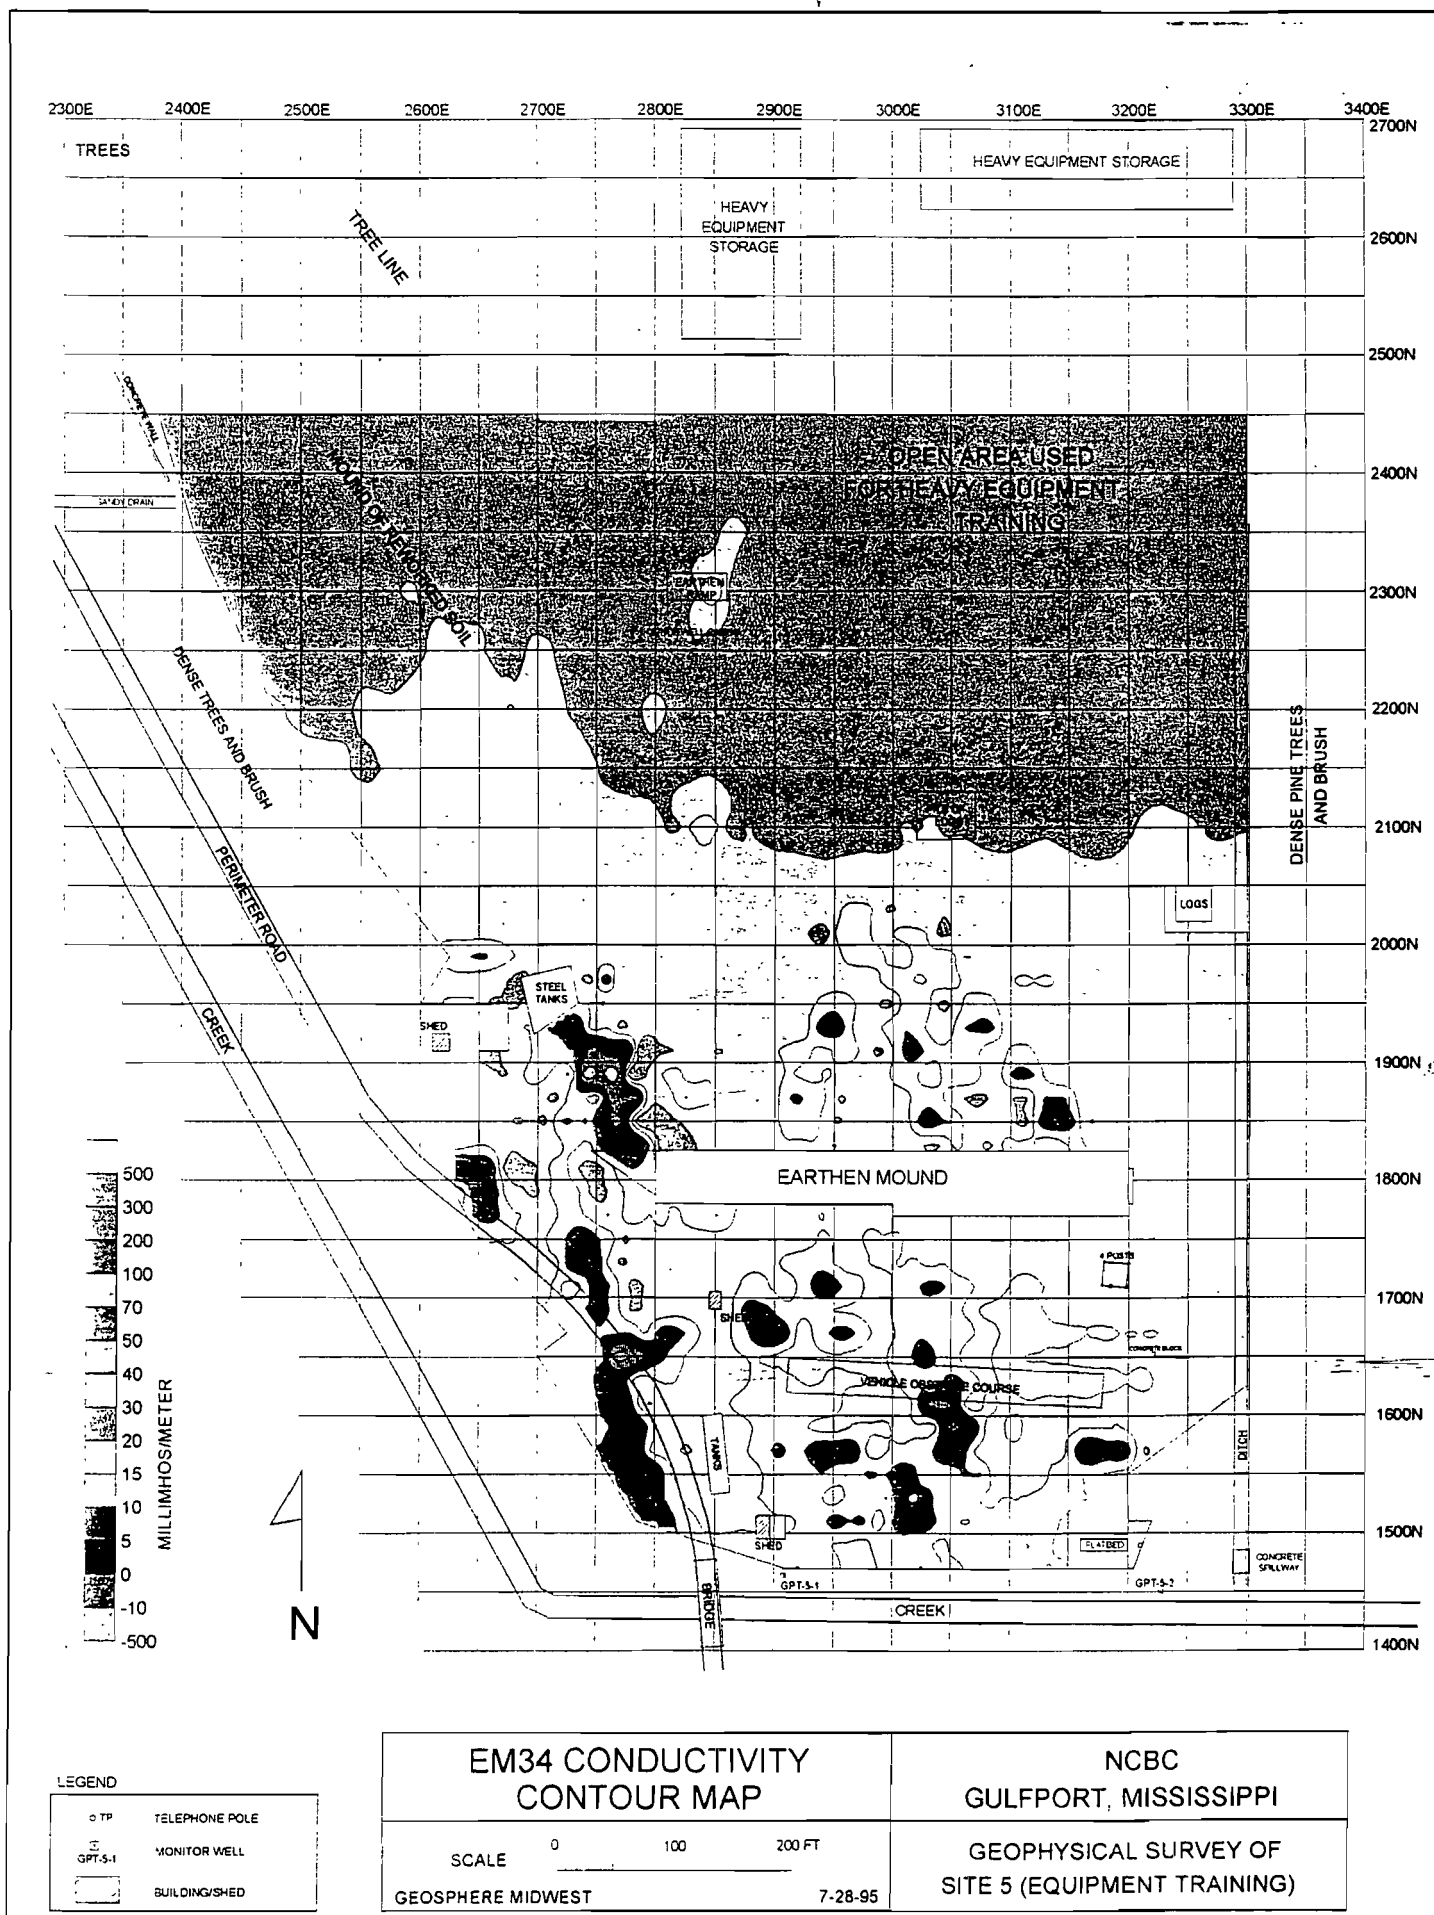 2300E 2400E 2500E 2600E 2700E 2800E 2900E 3000E 3100E 3200E 3300E 3400E
2700N
TREES
HEAVY EQUIPMENT STORAGE
HEAVY
EQUIPMENT
STORAGE
TREE LINE
2600N
2500N
CONCRETE WALL
OPEN AREA USED
FOR HEAVY EQUIPMENT
TRAINING
MOUND OF REWORKED SOIL
2400N
SANDY DRAIN
EARTHEN
2300N
DENSE TREES AND BRUSH
2200N
DENSE PINE TREES
AND BRUSH
2100N
PERIMETER ROAD
LOGS
2000N
STEEL
TANKS
SHED
CREEK
1900N
EARTHEN MOUND
1800N
4 POSTS
1700N
SHED
CONCRETE BLOCK
VEHICLE OBSTACLE COURSE
1600N
TANKS
DITCH
1500N
SHED
FLATBED
CONCRETE
SPILLWAY
GPT-5-1
GPT-5-2
BRIDGE
CREEK
1400N
500
300
200
100
70
50
40
30
20
15
10
5
0
-10
-500
MILLIMHOS/METER
N
LEGEND
TP TELEPHONE POLE
GPT-5-1 MONITOR WELL
BUILDING/SHED
EM34 CONDUCTIVITY
CONTOUR MAP
SCALE 0 100 200 FT
GEOSPHERE MIDWEST 7-28-95
NCBC
GULFPORT, MISSISSIPPI
GEOPHYSICAL SURVEY OF
SITE 5 (EQUIPMENT TRAINING)